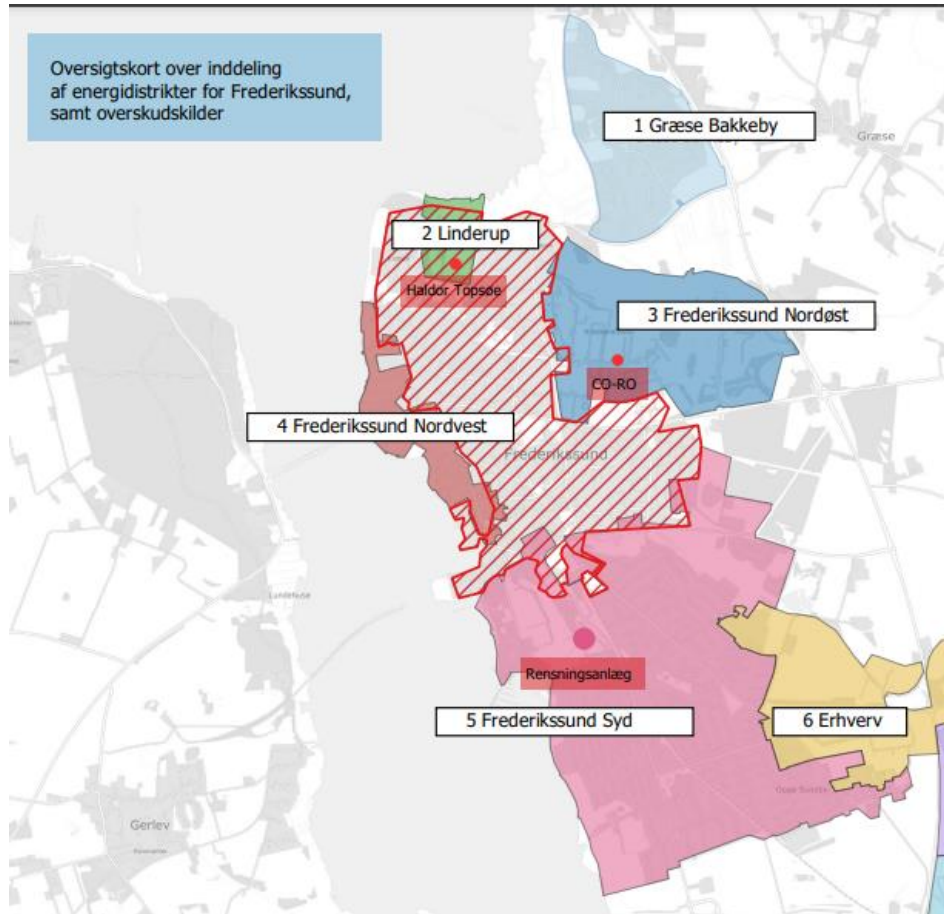 Oversigtskort over inddeling
af energidistrikter for Frederikssund,
samt overskudskilder
1 Græse Bakkeby
Græse
2 Linderup
Haldor Topsøe
3 Frederikssund Nordøst
CO-RO
4 Frederikssund Nordvest
Frederikssund
Lundehuse
Rensningsanlæg
5 Frederikssund Syd
6 Erhverv
Gerlev